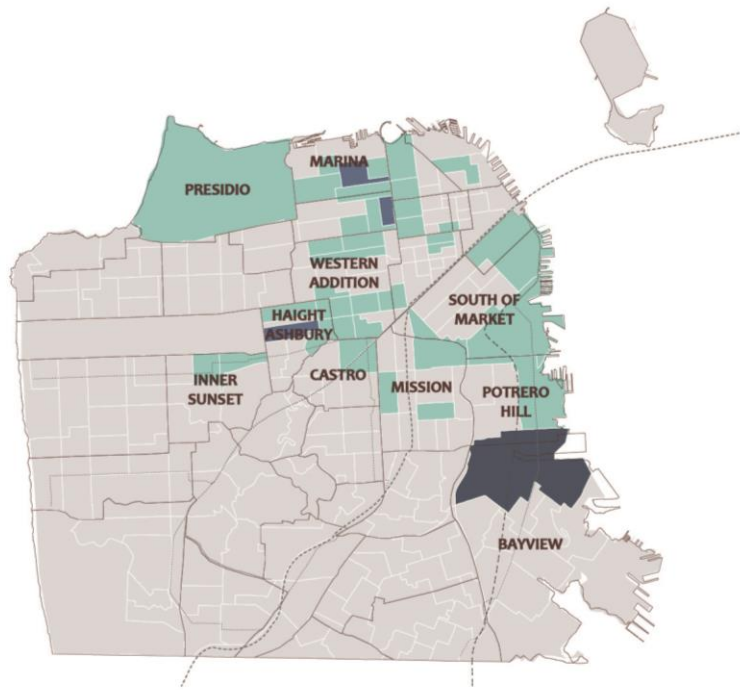 MARINA
PRESIDIO
WESTERN
ADDITION
SOUTH OF
MARKET
HAIGHT
ASHBURY
INNER
SUNSET
CASTRO
MISSION
POTRERO
HILL
BAYVIEW